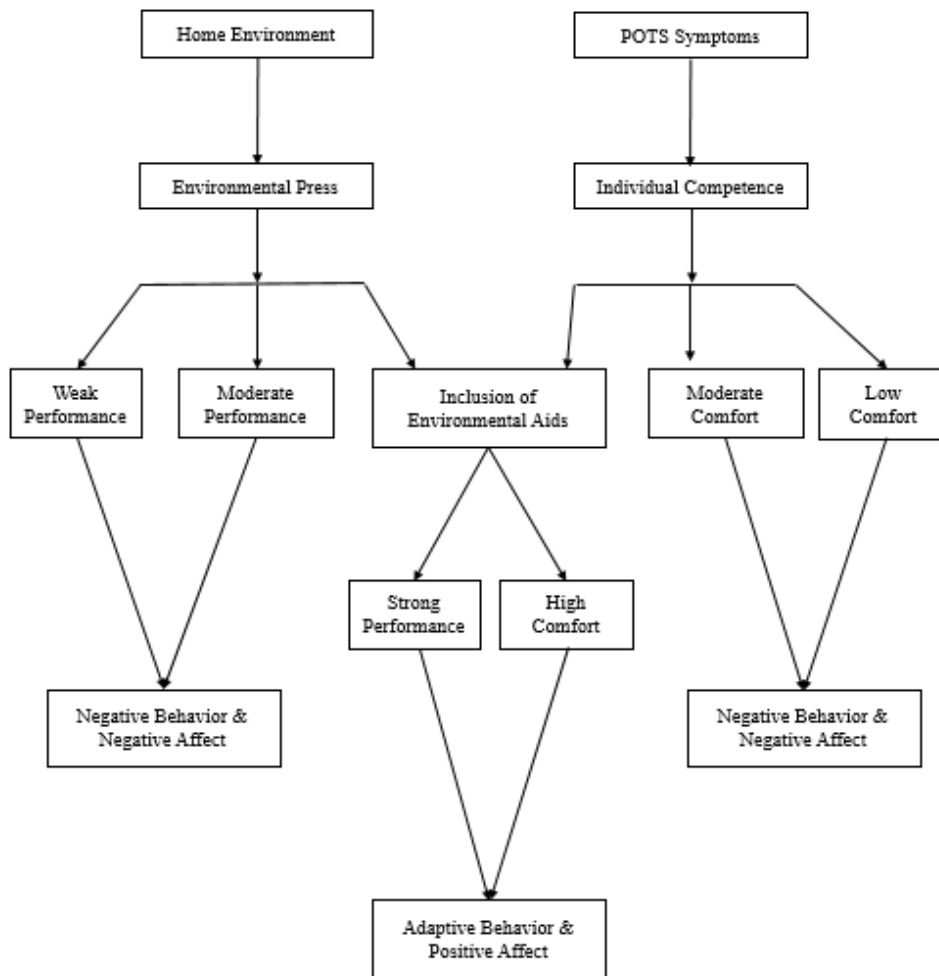 Home Environment
POTS Symptoms
Environmental Press
Individual Competence
Weak
Performance
Moderate
Performance
Inclusion of
Environmental Aids
Moderate
Comfort
Low
Comfort
Strong
Performance
High
Comfort
Negative Behavior &
Negative Affect
Negative Behavior &
Negative Affect
Adaptive Behavior &
Positive Affect